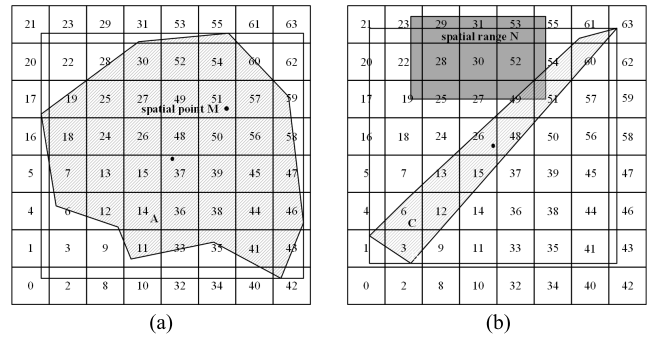 21 23 29 31 53 55 61 63
20 22 28 30 52 54 60 62
17 19 25 27 49 51 57 59
spatial point M
16 18 24 26 48 50 56 58
5 7 13 15 37 39 45 47
4 6 12 14 36 38 44 46
A
1 3 9 11 33 35 41 43
0 2 8 10 32 34 40 42
(a)
21 23 29 31 53 55 61 63
spatial range N
20 22 28 30 52 54 60 62
17 19 25 27 49 51 57 59
16 18 24 26 48 50 56 58
5 7 13 15 37 39 45 47
4 6 12 14 36 38 44 46
C
1 3 9 11 33 35 41 43
0 2 8 10 32 34 40 42
(b)